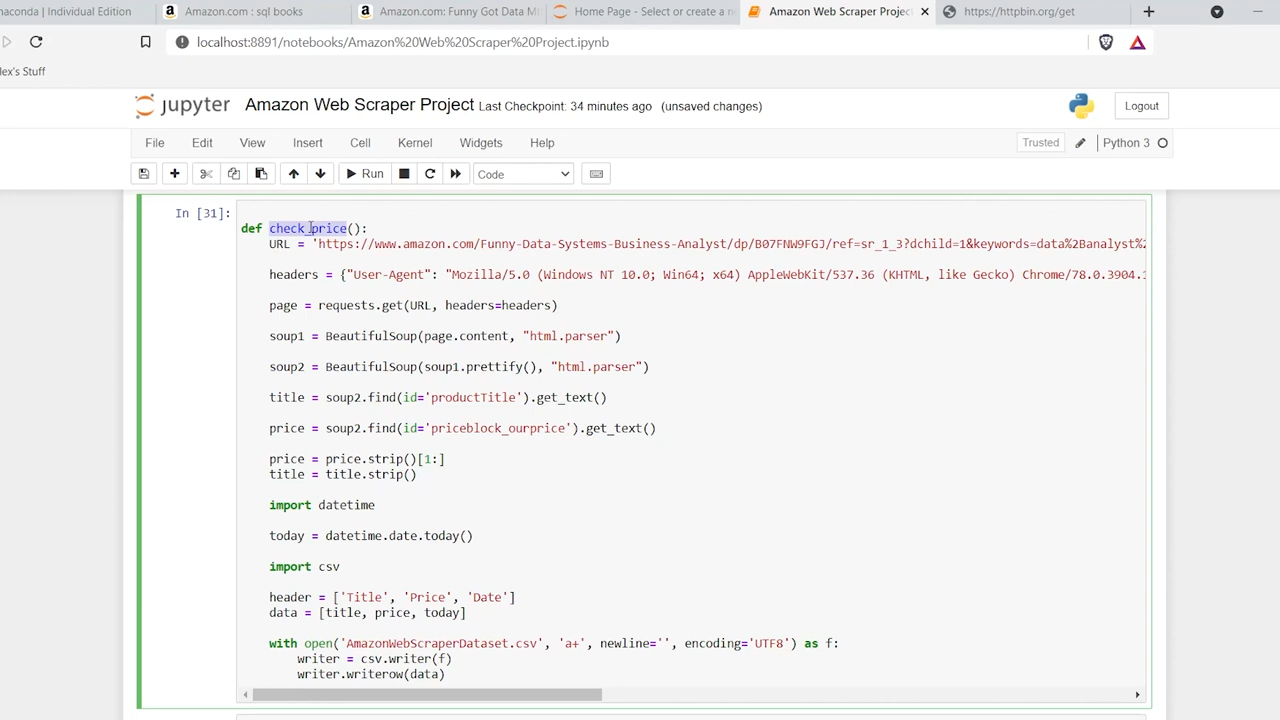 naconda | Individual Edition
Amazon.com : sql books
Amazon.com: Funny Got Data M
Home Page - Select or create a n
Amazon Web Scraper Project
https://httpbin.org/get
localhost:8891/notebooks/Amazon%20Web%20Scraper%20Project.ipynb
lex's Stuff
jupyter Amazon Web Scraper Project Last Checkpoint: 34 minutes ago (unsaved changes)
Logout
File Edit View Insert Cell Kernel Widgets Help
Trusted
Python 3
Run
Code
In [31]:
def check_price():
URL = 'https://www.amazon.com/Funny-Data-Systems-Business-Analyst/dp/B07FNW9FGJ/ref=sr_1_3?dchild=1&keywords=data%2Banalyst%2
headers = {"User-Agent": "Mozilla/5.0 (Windows NT 10.0; Win64; x64) AppleWebKit/537.36 (KHTML, like Gecko) Chrome/78.0.3904.1
page = requests.get(URL, headers=headers)
soup1 = BeautifulSoup(page.content, "html.parser")
soup2 = BeautifulSoup(soup1.prettify(), "html.parser")
title = soup2.find(id='productTitle').get_text()
price = soup2.find(id='priceblock_ourprice').get_text()
price = price.strip()[1:]
title = title.strip()
import datetime
today = datetime.date.today()
import csv
header = ['Title', 'Price', 'Date']
data = [title, price, today]
with open('AmazonWebScraperDataset.csv', 'a+', newline='', encoding='UTF8') as f:
writer = csv.writer(f)
writer.writerow(data)